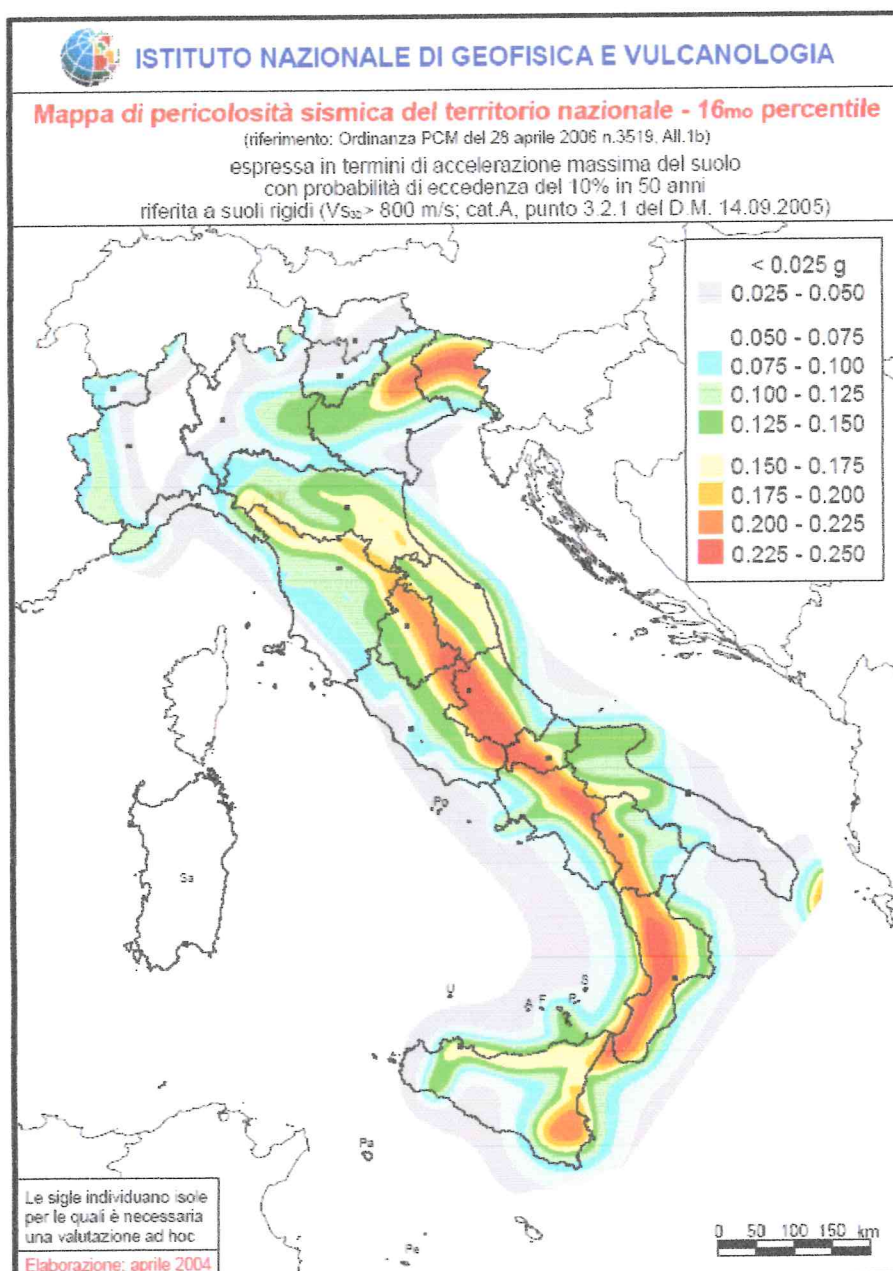 ISTITUTO NAZIONALE DI GEOFISICA E VULCANOLOGIA
Mappa di pericolosità sismica del territorio nazionale - 16mo percentile
(riferimento: Ordinanza PCM del 28 aprile 2006 n.3519, All.1b)
espressa in termini di accelerazione massima del suolo
con probabilità di eccedenza del 10% in 50 anni
riferita a suoli rigidi (Vs30> 800 m/s; cat.A, punto 3.2.1 del D.M. 14.09.2005)
< 0.025 g
0.025 - 0.050
0.050 - 0.075
0.075 - 0.100
0.100 - 0.125
0.125 - 0.150
0.150 - 0.175
0.175 - 0.200
0.200 - 0.225
0.225 - 0.250
Po
Sa
U
A
F
Pa
Pe
Le sigle individuano isole
per le quali è necessaria
una valutazione ad hoc
Elaborazione: aprile 2004
0 50 100 150 km